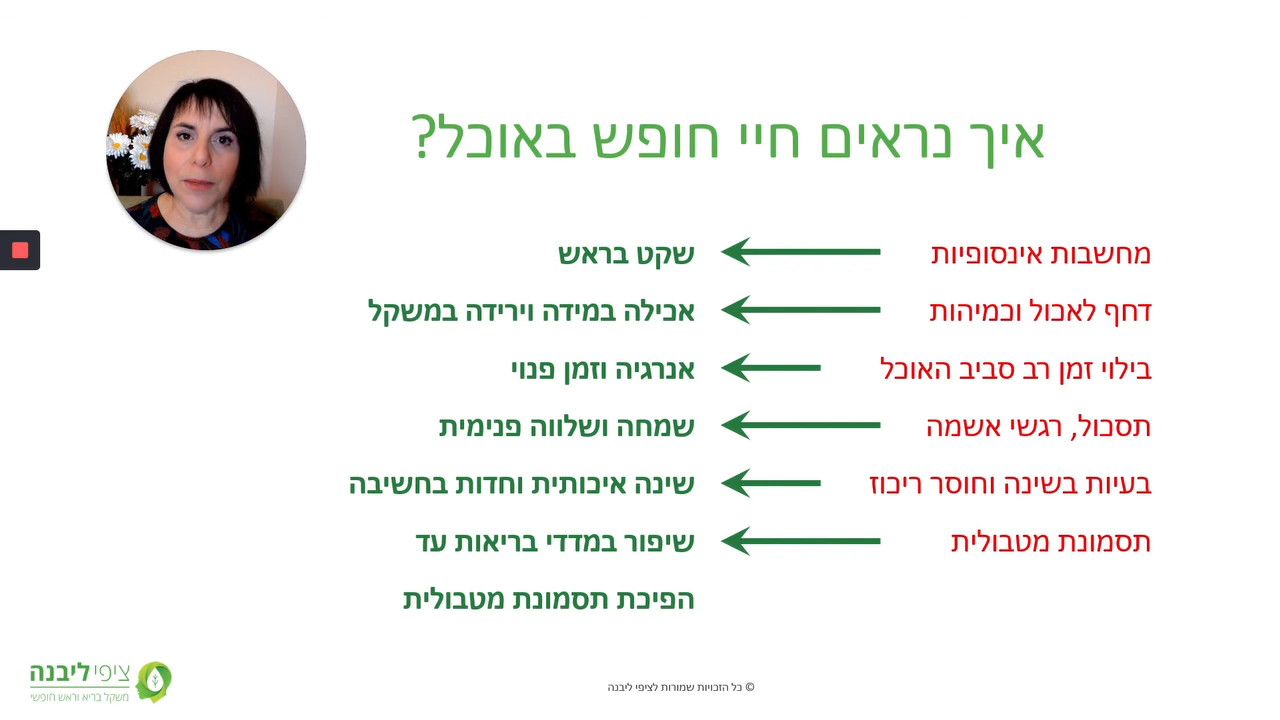 איך נראים חיי חופש באוכל?
מחשבות אינסופיות
שקט בראש
דחף לאכול וכמיהות
אכילה במידה וירידה במשקל
בילוי זמן רב סביב האוכל
אנרגיה וזמן פנוי
תסכול, רגשי אשמה
שמחה ושלווה פנימית
בעיות בשינה וחוסר ריכוז
שינה איכותית וחדות בחשיבה
תסמונת מטבולית
שיפור במדדי בריאות עד
הפיכת תסמונת מטבולית
© כל הזכויות שמורות לציפי ליבנה
ציפי ליבנה
משקל בריא וראש חופשי